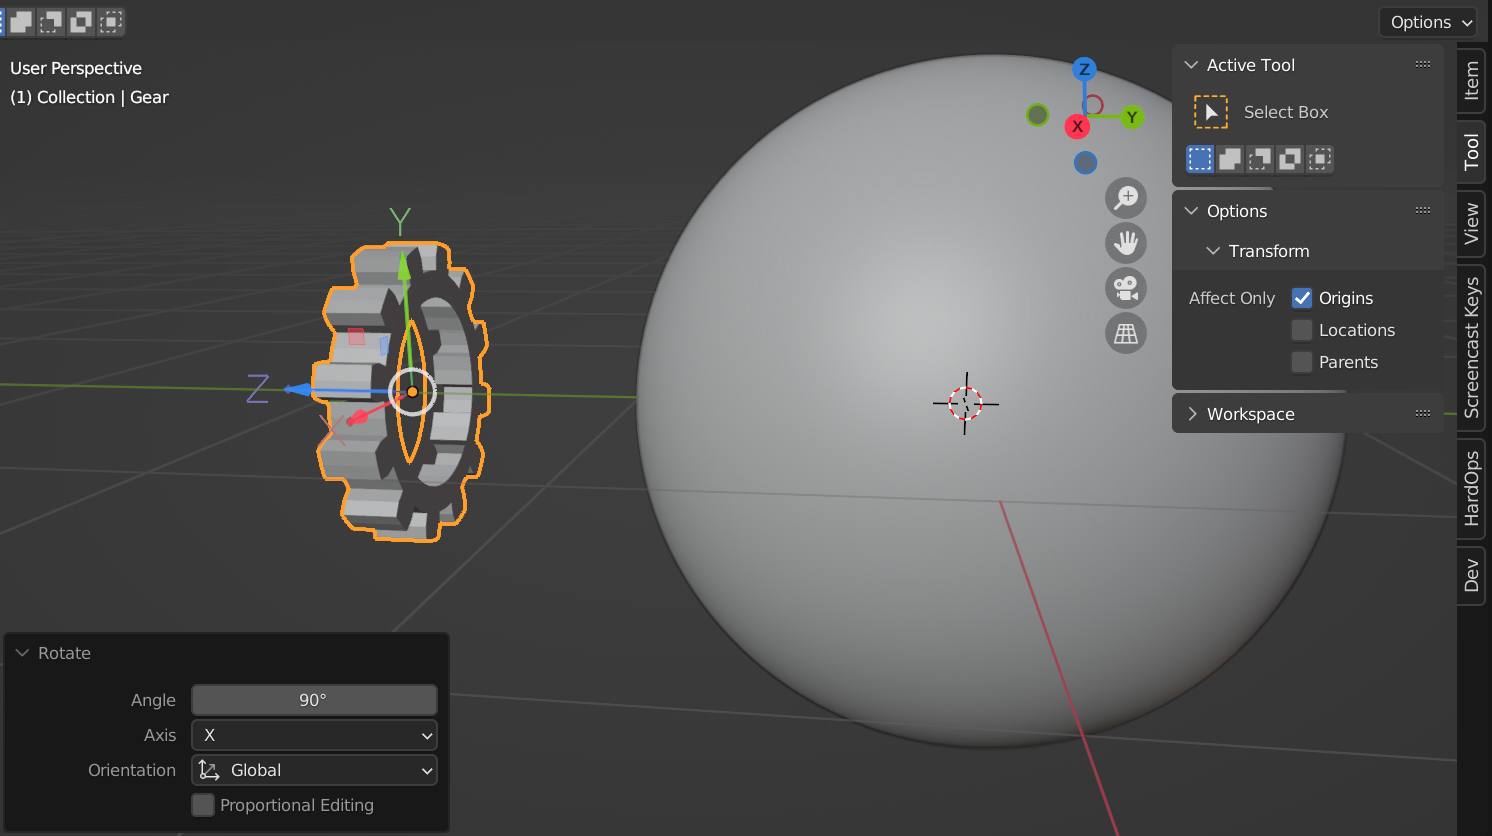 Options
User Perspective
(1) Collection | Gear
Z
Y
X
Active Tool
Select Box
Options
Transform
Affect Only
Origins
Locations
Parents
Workspace
Item
Tool
View
Screencast Keys
HardOps
Dev
Y
Z
X
Rotate
Angle 90°
Axis X
Orientation Global
Proportional Editing